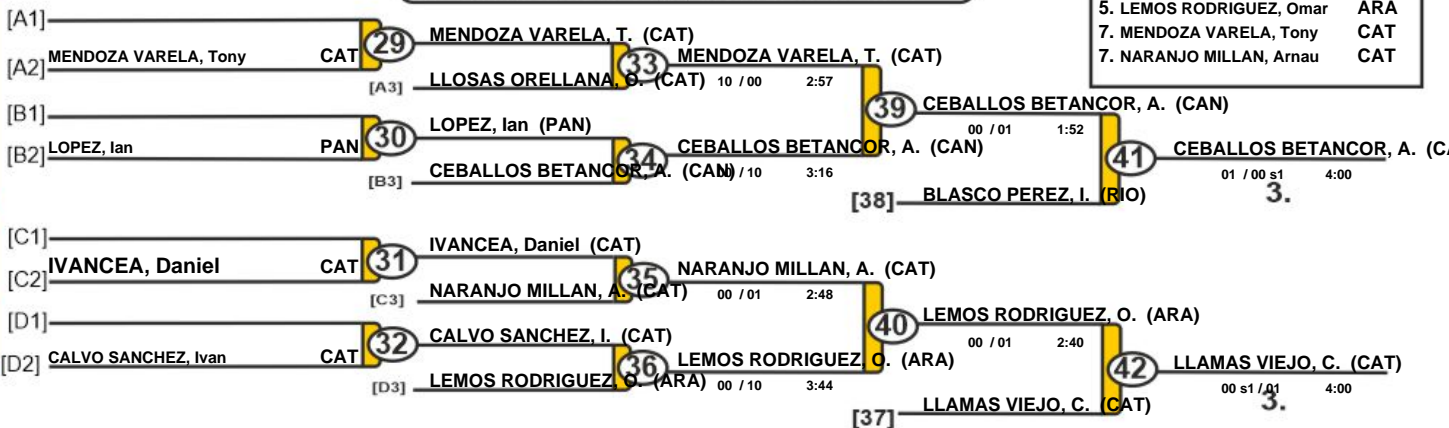 5. LEMOS RODRIGUEZ, Omar ARA
7. MENDOZA VARELA, Tony CAT
7. NARANJO MILLAN, Arnau CAT
[A1]
29
MENDOZA VARELA, T. (CAT)
[A2] MENDOZA VARELA, Tony CAT
33
MENDOZA VARELA, T. (CAT)
[A3] LLOSAS ORELLANA, O. (CAT)
10 / 00 2:57
[B1]
39
CEBALLOS BETANCOR, A. (CAN)
00 / 01 1:52
30
LOPEZ, Ian (PAN)
[B2] LOPEZ, Ian PAN
34
CEBALLOS BETANCOR, A. (CAN)
[B3] CEBALLOS BETANCOR, A. (CAN)
/ 10 3:16
41
CEBALLOS BETANCOR, A.
01 / 00 s1 4:00
3.
[38] BLASCO PEREZ, I. (RIO)
[C1]
31
IVANCEA, Daniel (CAT)
[C2] IVANCEA, Daniel CAT
35
NARANJO MILLAN, A. (CAT)
[C3] NARANJO MILLAN, A. (CAT)
00 / 01 2:48
[D1]
40
LEMOS RODRIGUEZ, O. (ARA)
00 / 01 2:40
32
CALVO SANCHEZ, I. (CAT)
[D2] CALVO SANCHEZ, Ivan CAT
36
LEMOS RODRIGUEZ, O. (ARA)
[D3] LEMOS RODRIGUEZ, O. (ARA)
00 / 10 3:44
42
LLAMAS VIEJO, C. (CAT)
00 s1 / 01 4:00
3.
[37] LLAMAS VIEJO, C. (CAT)